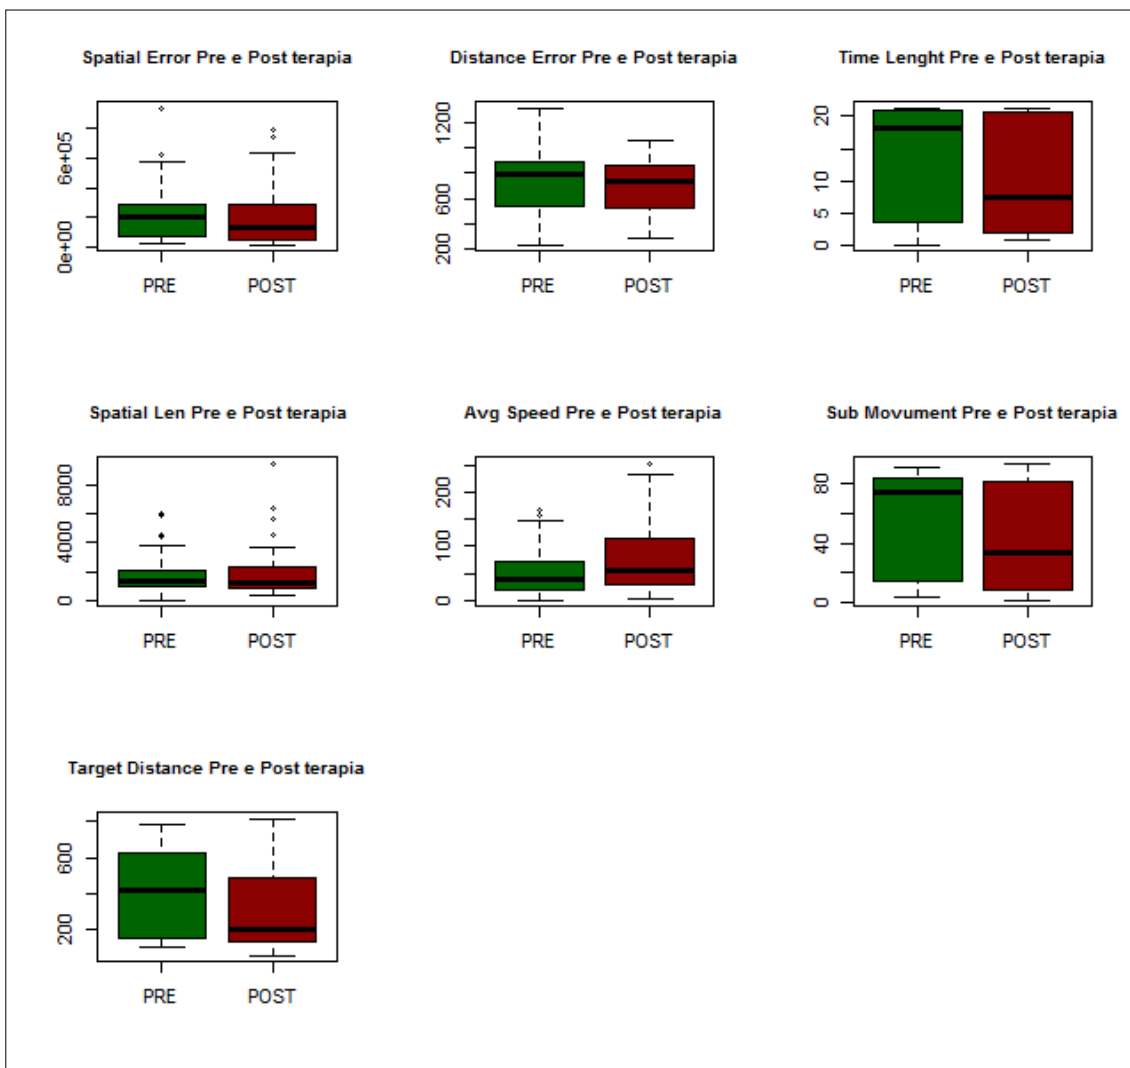 Spatial Error Pre e Post terapia
0e+00
6e+05
PRE
POST
Distance Error Pre e Post terapia
200
600
1200
PRE
POST
Time Lenght Pre e Post terapia
0
5
10
20
PRE
POST
Spatial Len Pre e Post terapia
0
4000
8000
PRE
POST
Avg Speed Pre e Post terapia
0
100
200
PRE
POST
Sub Movument Pre e Post terapia
0
40
80
PRE
POST
Target Distance Pre e Post terapia
200
600
PRE
POST